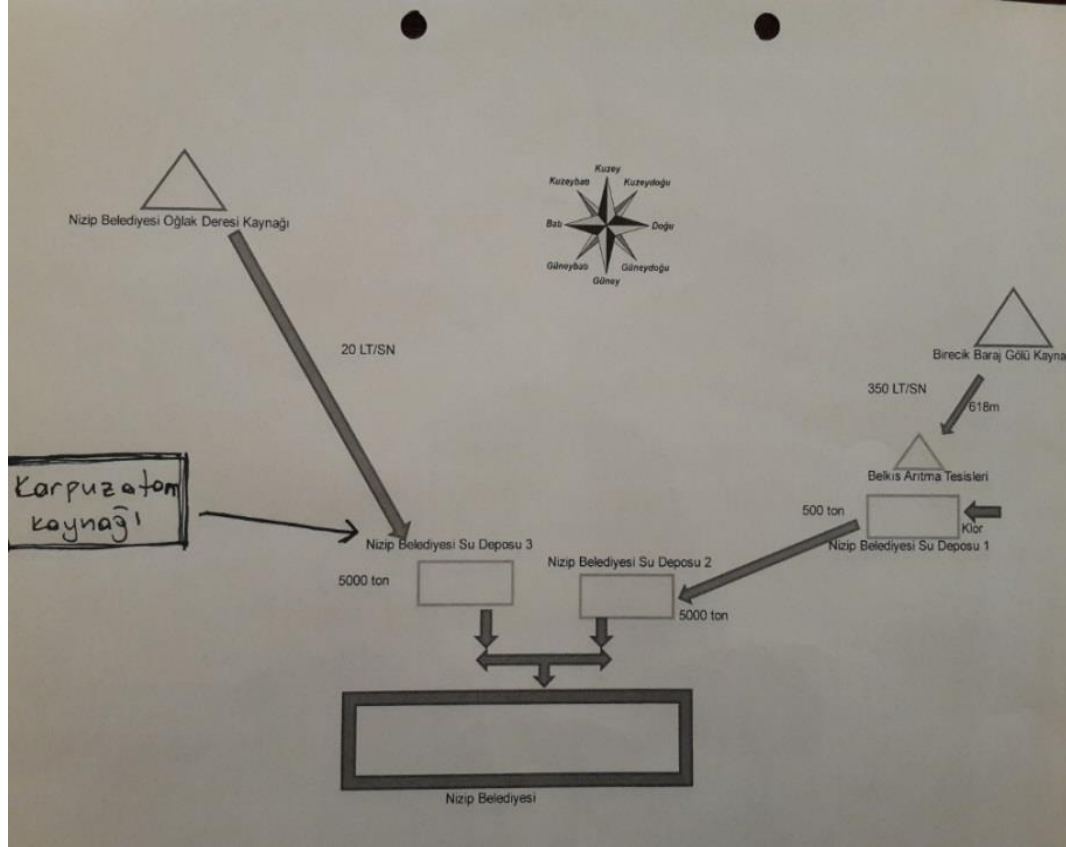 Kuzey
Kuzeybatı
Kuzeydoğu
Batı
Doğu
Güneybatı
Güneydoğu
Güney
Nizip Belediyesi Oğlak Deresi Kaynağı
20 LT/SN
Birecik Baraj Gölü Kayna
350 LT/SN
618m
Belkıs Arıtma Tesisleri
500 ton
Klor
Nizip Belediyesi Su Deposu 1
Karpuzatan
kaynağı
Nizip Belediyesi Su Deposu 3
5000 ton
Nizip Belediyesi Su Deposu 2
5000 ton
Nizip Belediyesi